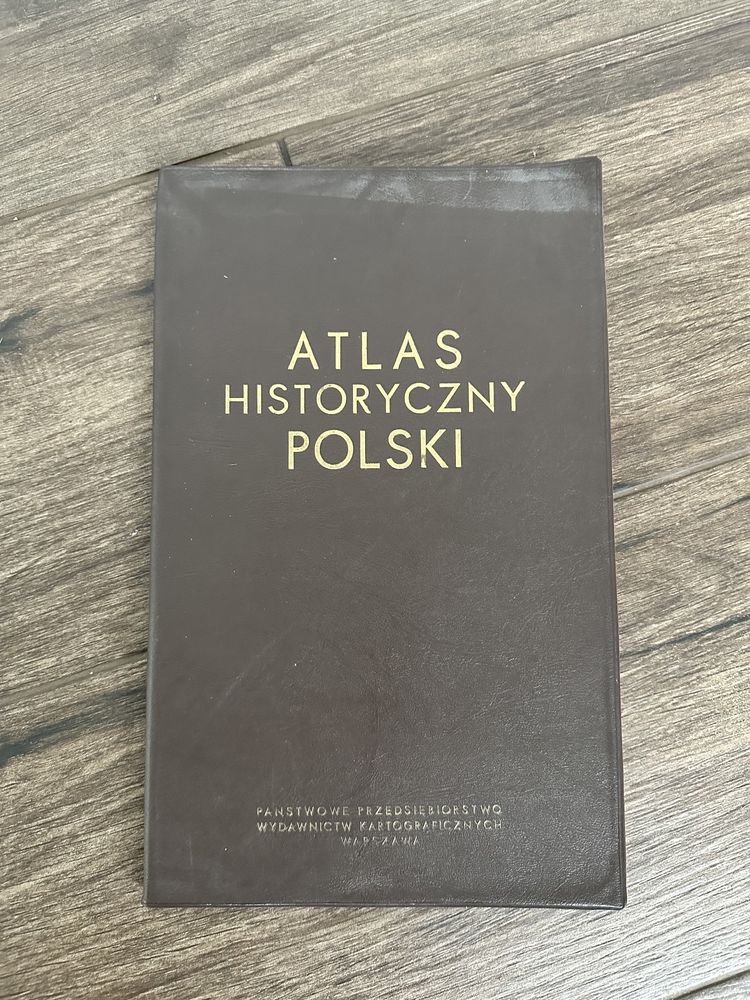 ATLAS
HISTORYCZNY
POLSKI
PAŃSTWOWE PRZEDSIĘBIORSTWO
WYDAWNICTW KARTOGRAFICZNYCH
WARSZAWA